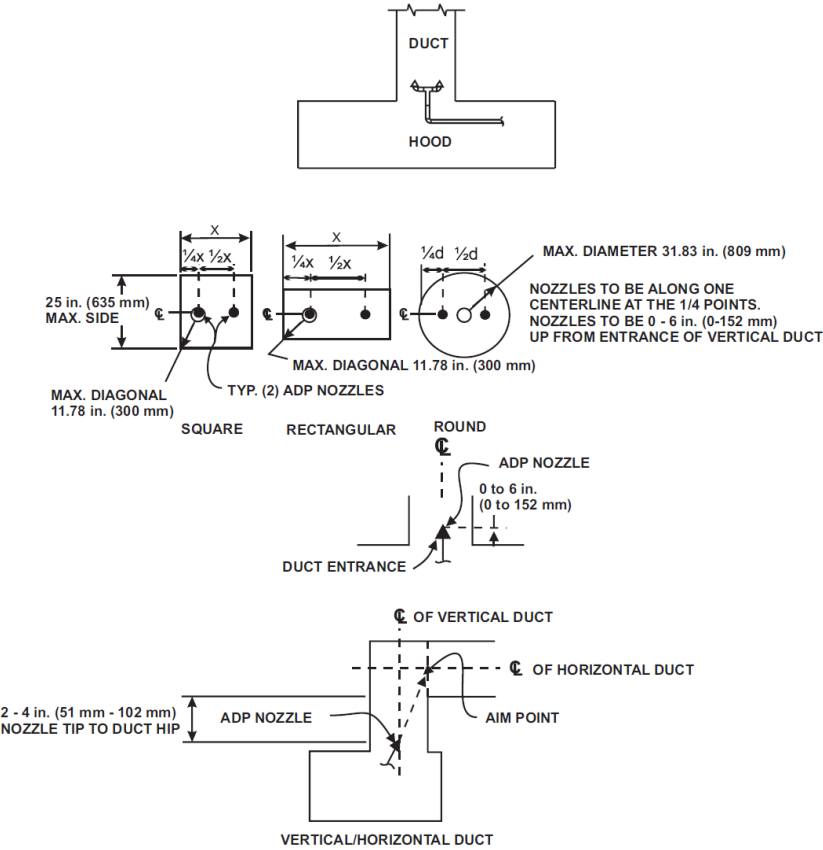 DUCT
HOOD
X
¼x ½x
25 in. (635 mm)
MAX. SIDE
℄
MAX. DIAGONAL
11.78 in. (300 mm)
TYP. (2) ADP NOZZLES
SQUARE
X
¼x ½x
℄
MAX. DIAGONAL 11.78 in. (300 mm)
RECTANGULAR
¼d ½d
℄
MAX. DIAMETER 31.83 in. (809 mm)
NOZZLES TO BE ALONG ONE
CENTERLINE AT THE 1/4 POINTS.
NOZZLES TO BE 0 - 6 in. (0-152 mm)
UP FROM ENTRANCE OF VERTICAL DUCT
ROUND
℄
ADP NOZZLE
0 to 6 in.
(0 to 152 mm)
DUCT ENTRANCE
℄ OF VERTICAL DUCT
℄ OF HORIZONTAL DUCT
2 - 4 in. (51 mm - 102 mm)
NOZZLE TIP TO DUCT HIP
ADP NOZZLE
AIM POINT
VERTICAL/HORIZONTAL DUCT